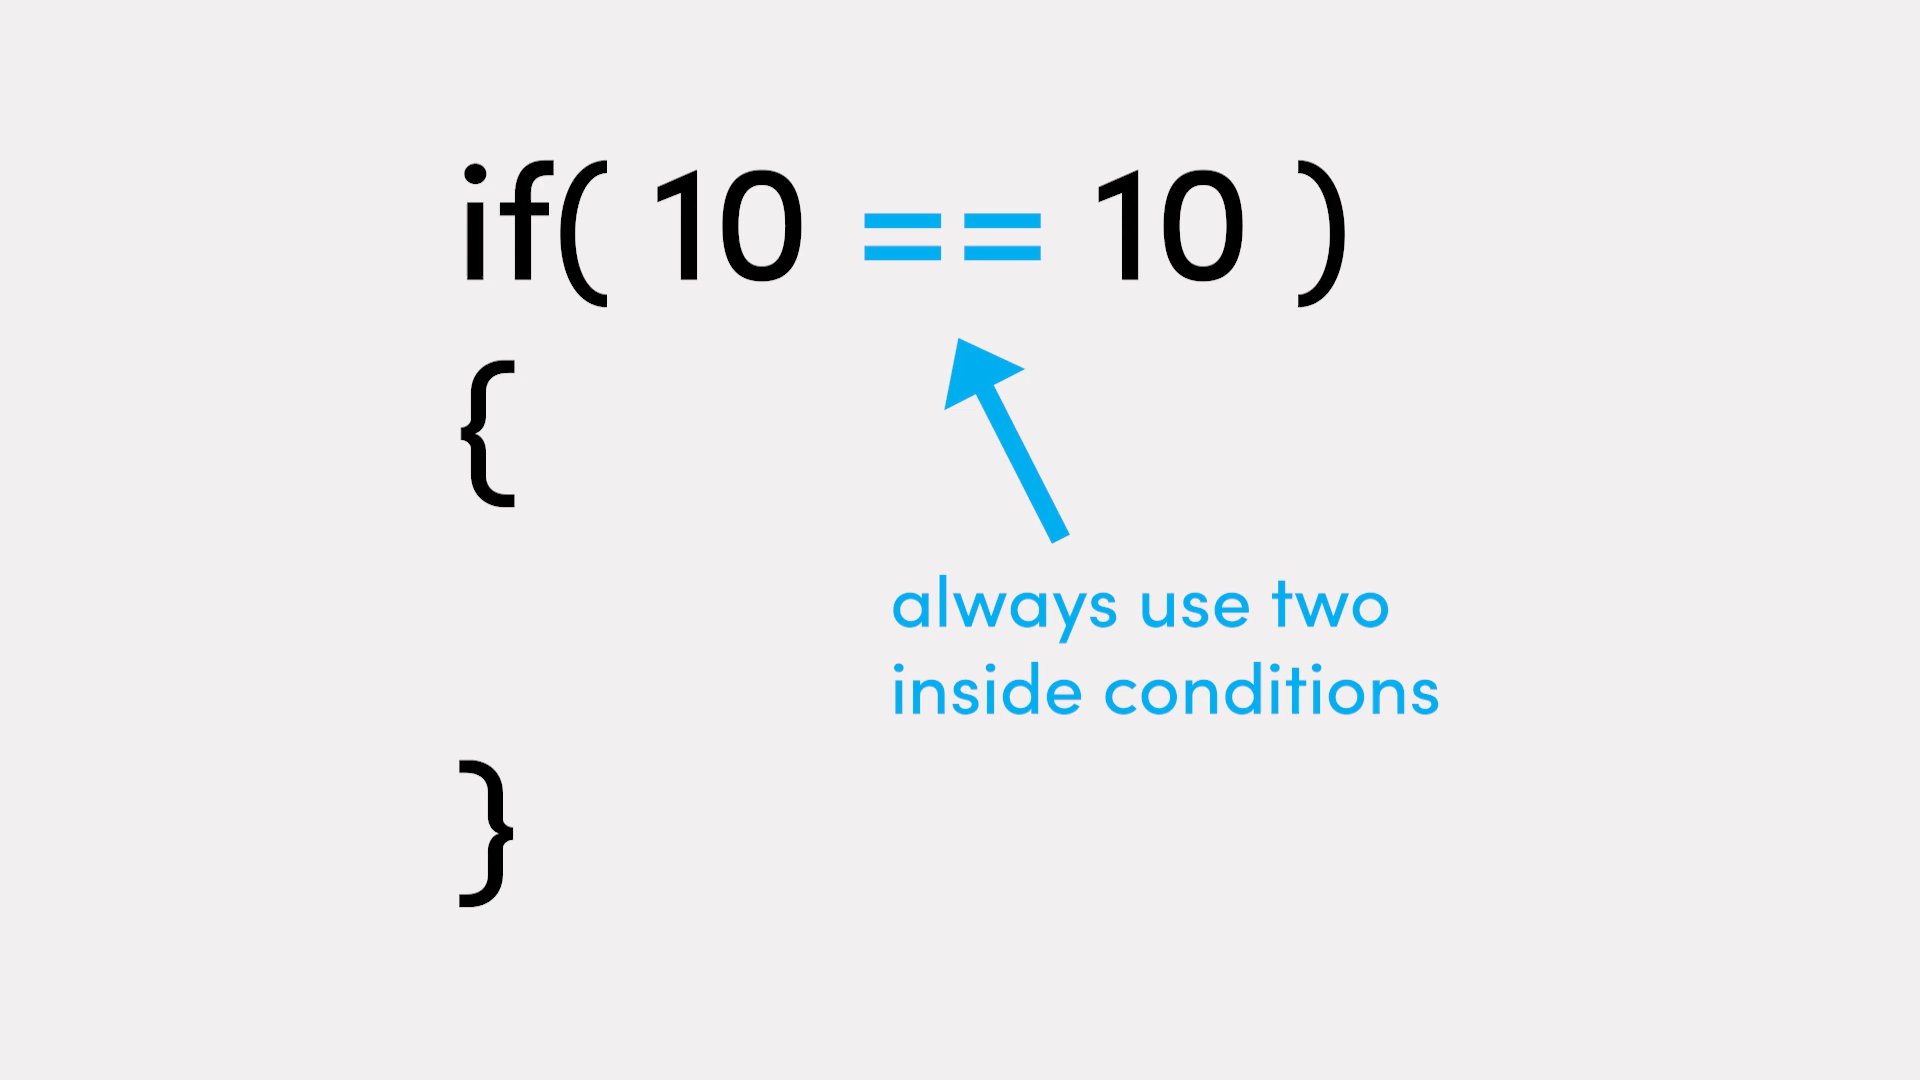 if( 10 == 10 )
{
always use two
inside conditions
}